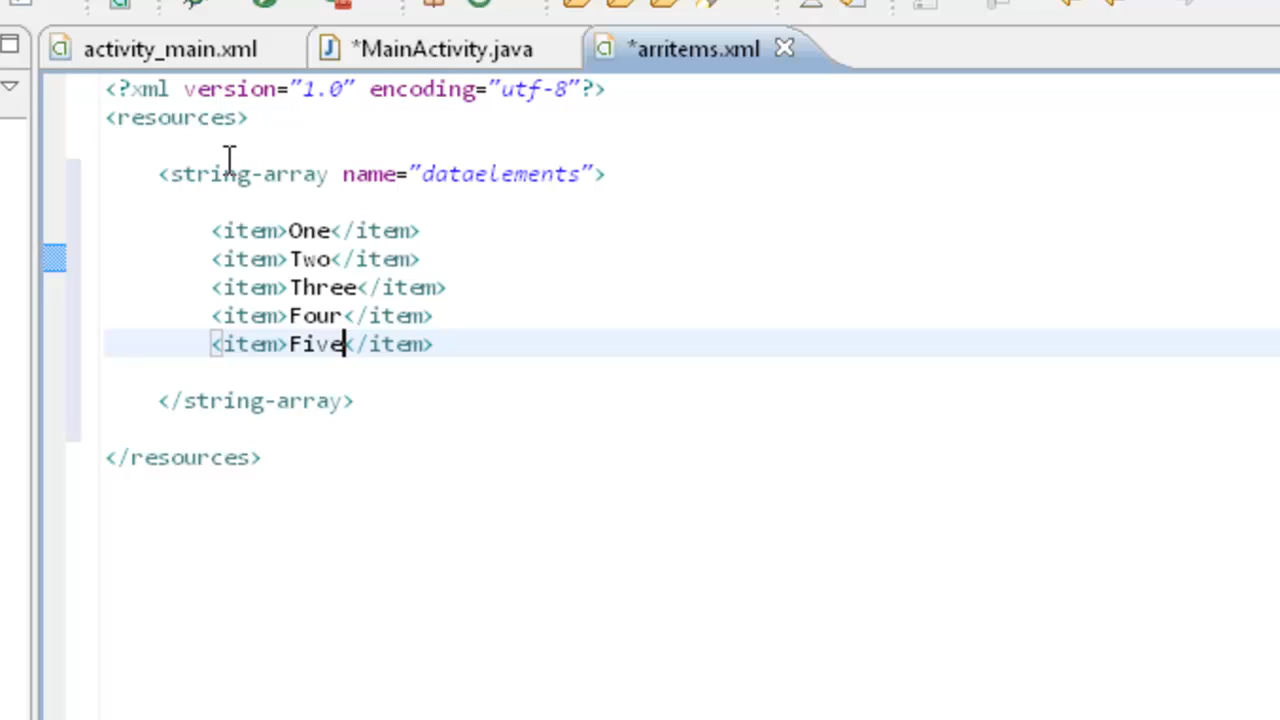 activity_main.xml *MainActivity.java *arritems.xml
<?xml version="1.0" encoding="utf-8"?>
<resources>
<string-array name="dataelements">
<item>One</item>
<item>Two</item>
<item>Three</item>
<item>Four</item>
<item>Five</item>
</string-array>
</resources>